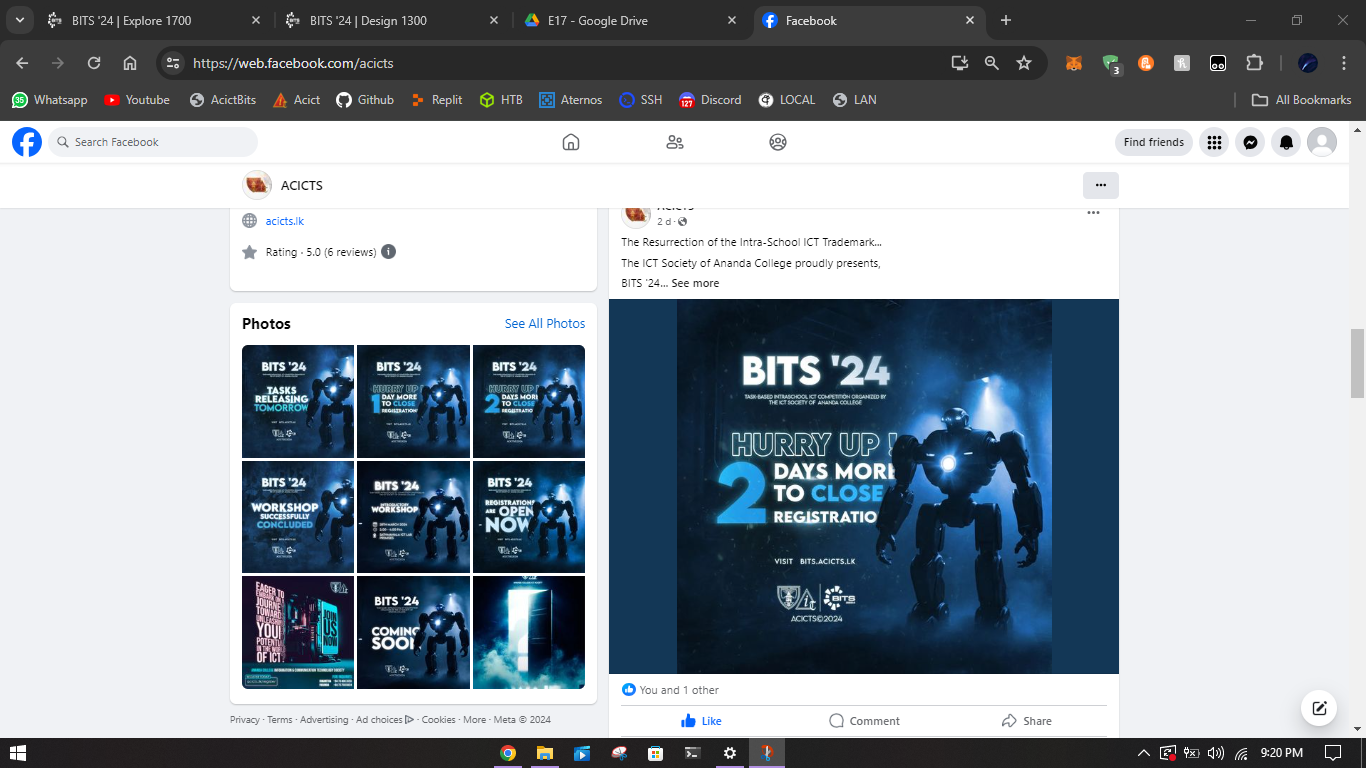 BITS '24 | Explore 1700
BITS '24 | Design 1300
E17 - Google Drive
Facebook
https://web.facebook.com/acicts
3
35
Whatsapp
Youtube
AcictBits
Acict
Github
Replit
HTB
Aternos
SSH
127
Discord
LOCAL
LAN
All Bookmarks
Search Facebook
Find friends
ACICTS
acicts.lk
Rating · 5.0 (6 reviews)
Photos
See All Photos
BITS '24
TASKS
RELEASING
TOMORROW
BITS '24
HURRY UP !
1 DAY MORE
TO CLOSE
REGISTRATION
BITS '24
HURRY UP !
2 DAYS MORE
TO CLOSE
REGISTRATIO
BITS '24
WORKSHOP
SUCCESSFULLY
CONCLUDED
BITS '24
INTRODUCTORY
WORKSHOP
BITS '24
REGISTRATIONS
ARE OPEN
NOW
EAGER TO
EMBARK ON
JOURNE
TOWARD
UNLEASHIN
YOUR
POTENTI
IN THE
WORLD
OF ICT!
JOIN
US
NOW
BITS '24
COMING
SOON
Privacy · Terms · Advertising · Ad choices · Cookies · More · Meta © 2024
ACICTS
2 d ·
The Resurrection of the Intra-School ICT Trademark...
The ICT Society of Ananda College proudly presents,
BITS '24... See more
BITS '24
TASK-BASED INTRASCHOOL ICT COMPETITION ORGANIZED BY
THE ICT SOCIETY OF ANANDA COLLEGE
HURRY UP !
2 DAYS MORE
TO CLOSE
REGISTRATIO
VISIT BITS.ACICTS.LK
BITS
ACICTS©2024
You and 1 other
Like
Comment
Share
9:20 PM